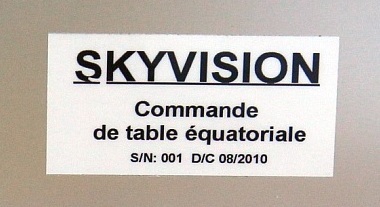 SKYVISION
Commande
de table équatoriale
S/N: 001 D/C 08/2010